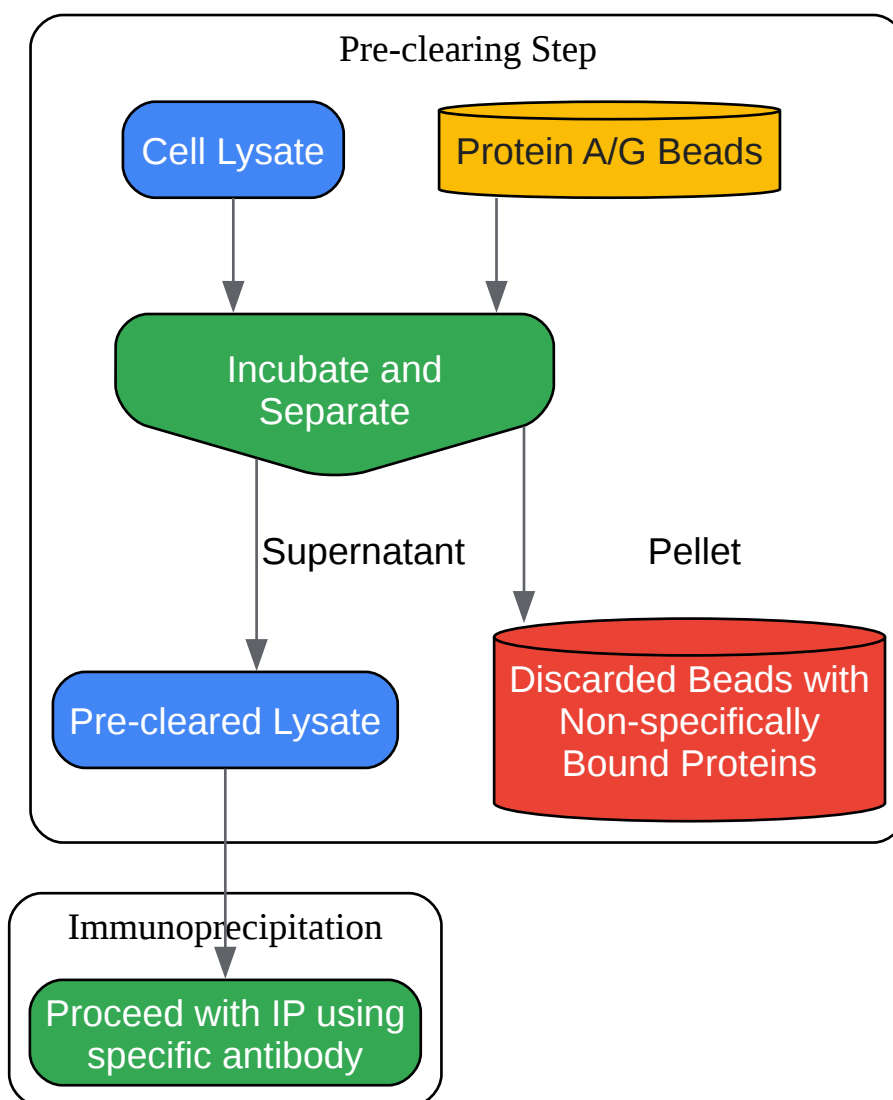 Pre-clearing Step
Cell Lysate
Protein A/G Beads
Incubate and
Separate
Supernatant
Pellet
Pre-cleared Lysate
Discarded Beads with
Non-specifically
Bound Proteins
Immunoprecipitation
Proceed with IP using
specific antibody